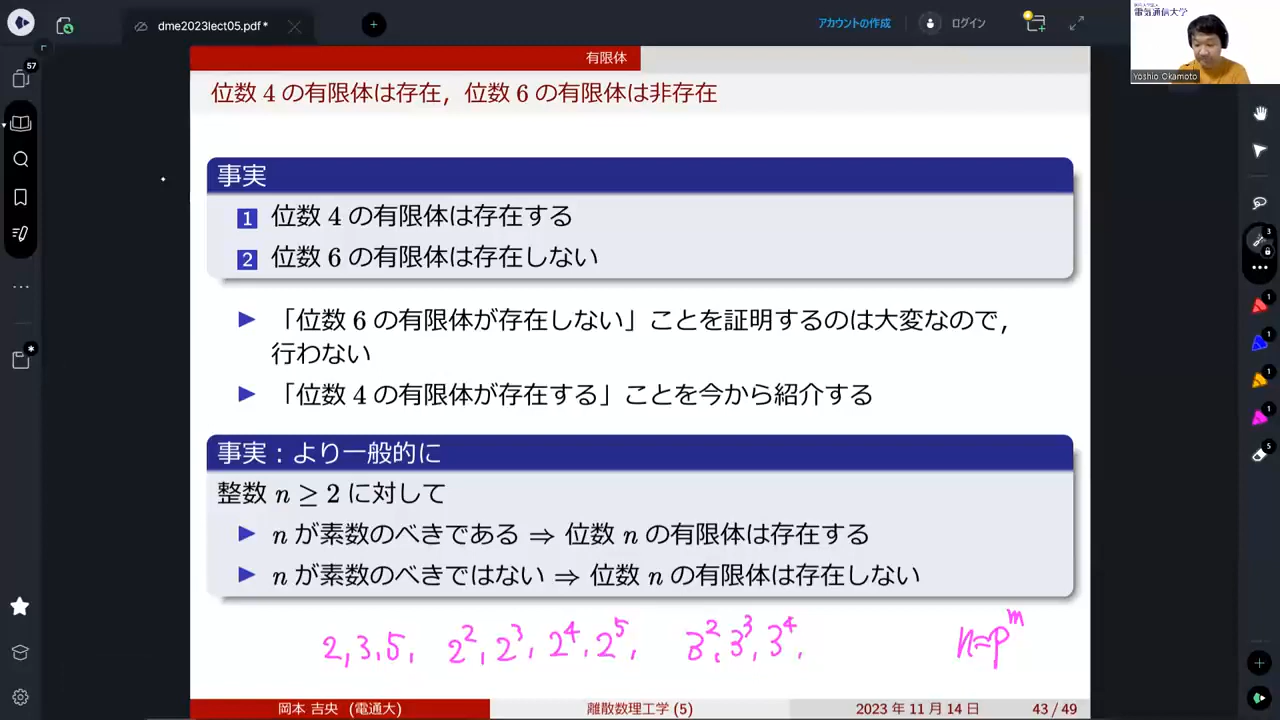 dme2023lect05.pdf*
アカウントの作成
ログイン
電気通信大学
Yoshio Okamoto
57
有限体
位数 4 の有限体は存在，位数 6 の有限体は非存在
事実
1 位数 4 の有限体は存在する
2 位数 6 の有限体は存在しない
「位数 6 の有限体が存在しない」ことを証明するのは大変なので，
行わない
「位数 4 の有限体が存在する」ことを今から紹介する
事実：より一般的に
整数 n ≥ 2 に対して
n が素数のべきである ⇒ 位数 n の有限体は存在する
n が素数のべきではない ⇒ 位数 n の有限体は存在しない
2, 3, 5, 2², 2³, 2⁴, 2⁵, 3², 3³, 3⁴, n=pᵐ
岡本 吉央 (電通大)
離散数理工学 (5)
2023 年 11 月 14 日
43 / 49
3
1
1
1
1
5